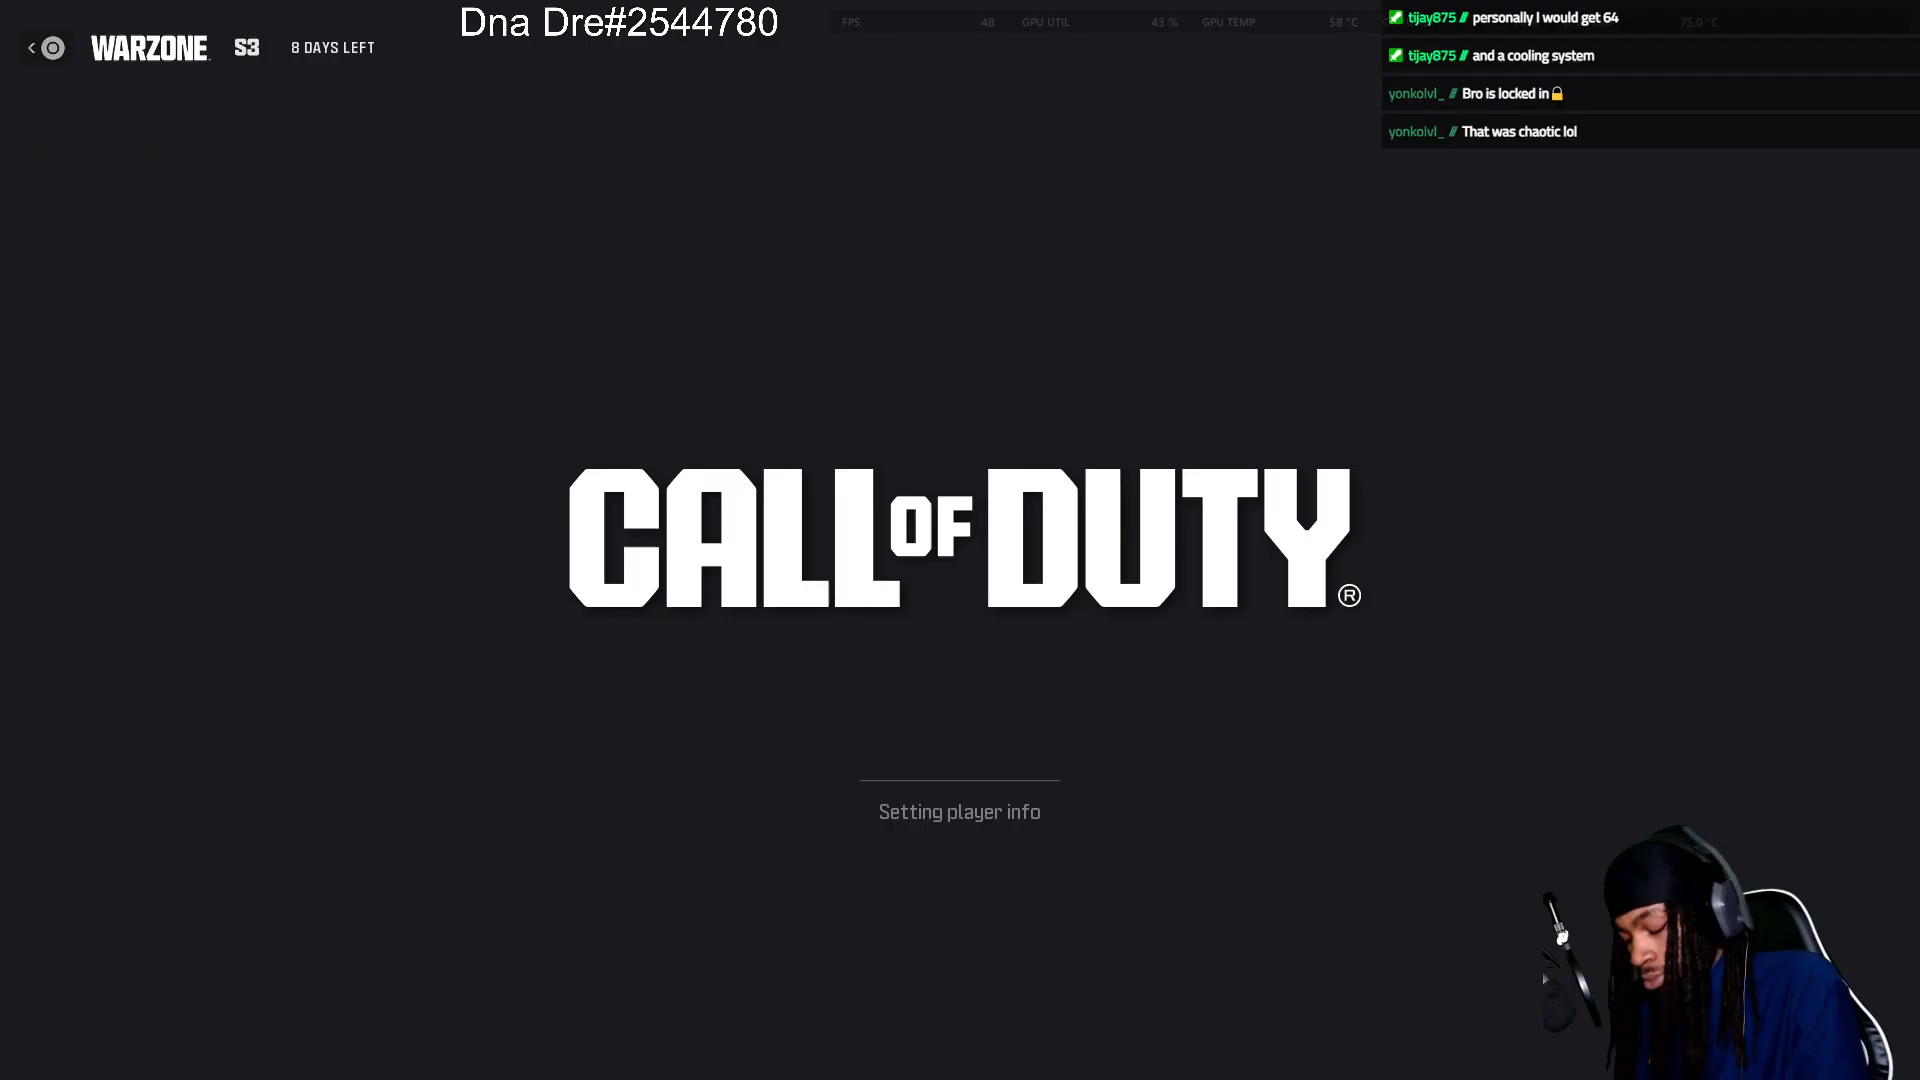 Dna Dre#2544780
WARZONE S3 8 DAYS LEFT
FPS 48 GPU UTIL 43 % GPU TEMP 58 °C 75.0 °C
tijay875 // personally I would get 64
tijay875 // and a cooling system
yonkolvl_ // Bro is locked in🔒
yonkolvl_ // That was chaotic lol
CALL OF DUTY®
Setting player info